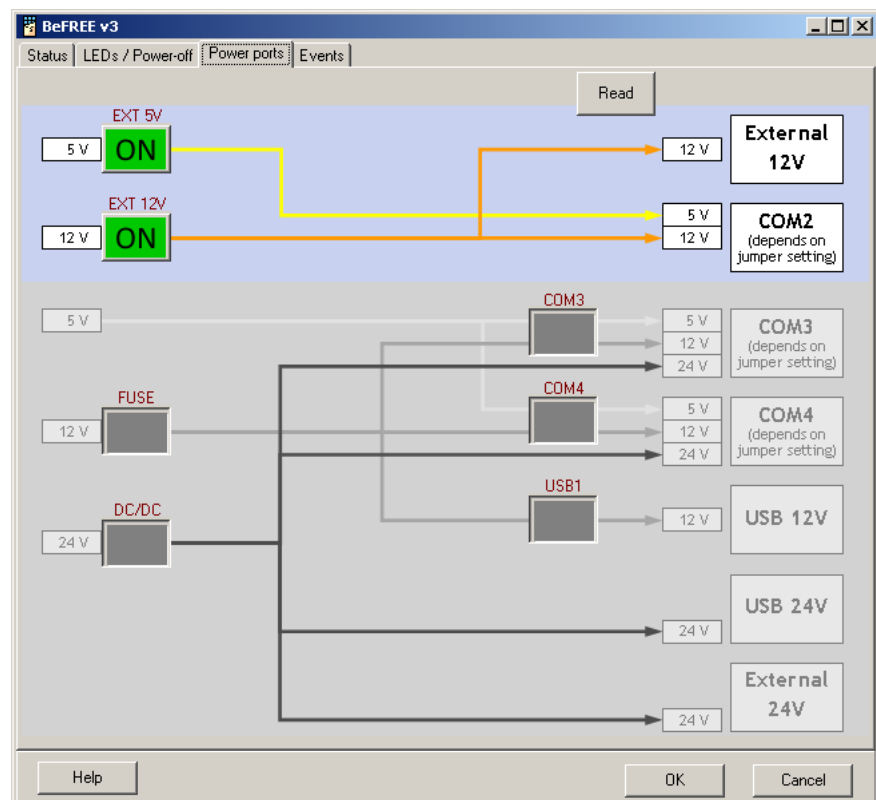 BeFREE v3
Status
LEDs / Power-off
Power ports
Events
Read
EXT 5V
5 V
ON
12 V
External
12V
EXT 12V
12 V
ON
5 V
12 V
COM2
(depends on
jumper setting)
5 V
COM3
5 V
12 V
24 V
COM3
(depends on
jumper setting)
FUSE
12 V
COM4
5 V
12 V
24 V
COM4
(depends on
jumper setting)
DC/DC
24 V
USB1
12 V
USB 12V
24 V
USB 24V
24 V
External
24V
Help
OK
Cancel